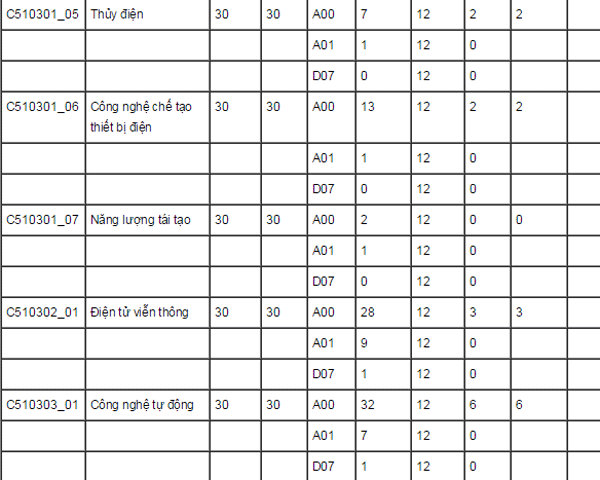 C510301_05 Thủy điện 30 30 A00 7 12 2 2
A01 1 12 0
D07 0 12 0
C510301_06 Công nghệ chế tạo 30 30 A00 13 12 2 2
thiết bị điện
A01 1 12 0
D07 0 12 0
C510301_07 Năng lượng tái tạo 30 30 A00 2 12 0 0
A01 1 12 0
D07 0 12 0
C510302_01 Điện tử viễn thông 30 30 A00 28 12 3 3
A01 9 12 0
D07 1 12 0
C510303_01 Công nghệ tự động 30 30 A00 32 12 6 6
A01 7 12 0
D07 1 12 0